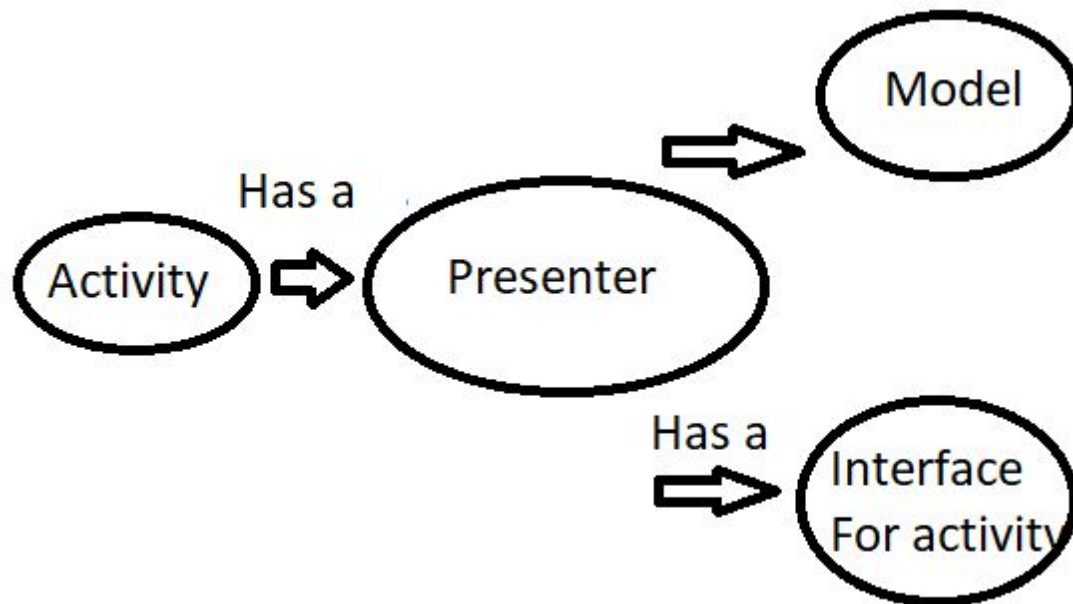 Model
Has a
Activity
Presenter
Has a
Interface
For activity